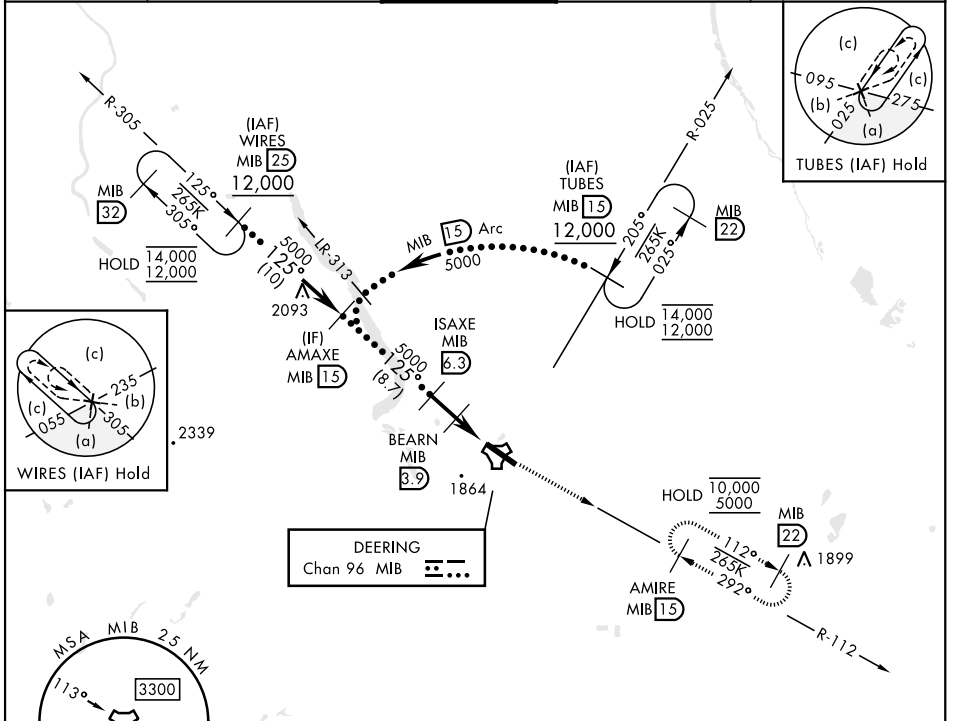 R-305
(IAF)
WIRES
MIB 25
12,000
MIB
32
125°
265K
305°
HOLD 14,000
12,000
5000
125°
(10)
2093
LR-313
MIB 15 Arc
5000
(IAF)
TUBES
MIB 15
12,000
R-025
205°
265K
025°
MIB
22
HOLD 14,000
12,000
(c)
095
(c)
(b)
275
025
(a)
TUBES (IAF) Hold
(IF)
AMAXE
MIB 15
5000
125°
(8.7)
ISAXE
MIB
6.3
BEARN
MIB
3.9
1864
(c)
235
(b)
(c)
305
055
(a)
WIRES (IAF) Hold
2339
DEERING
Chan 96 MIB
HOLD 10,000
5000
MIB
22
1899
112°
265K
292°
AMIRE
MIB 15
R-112
MSA MIB 25 NM
113°
3300